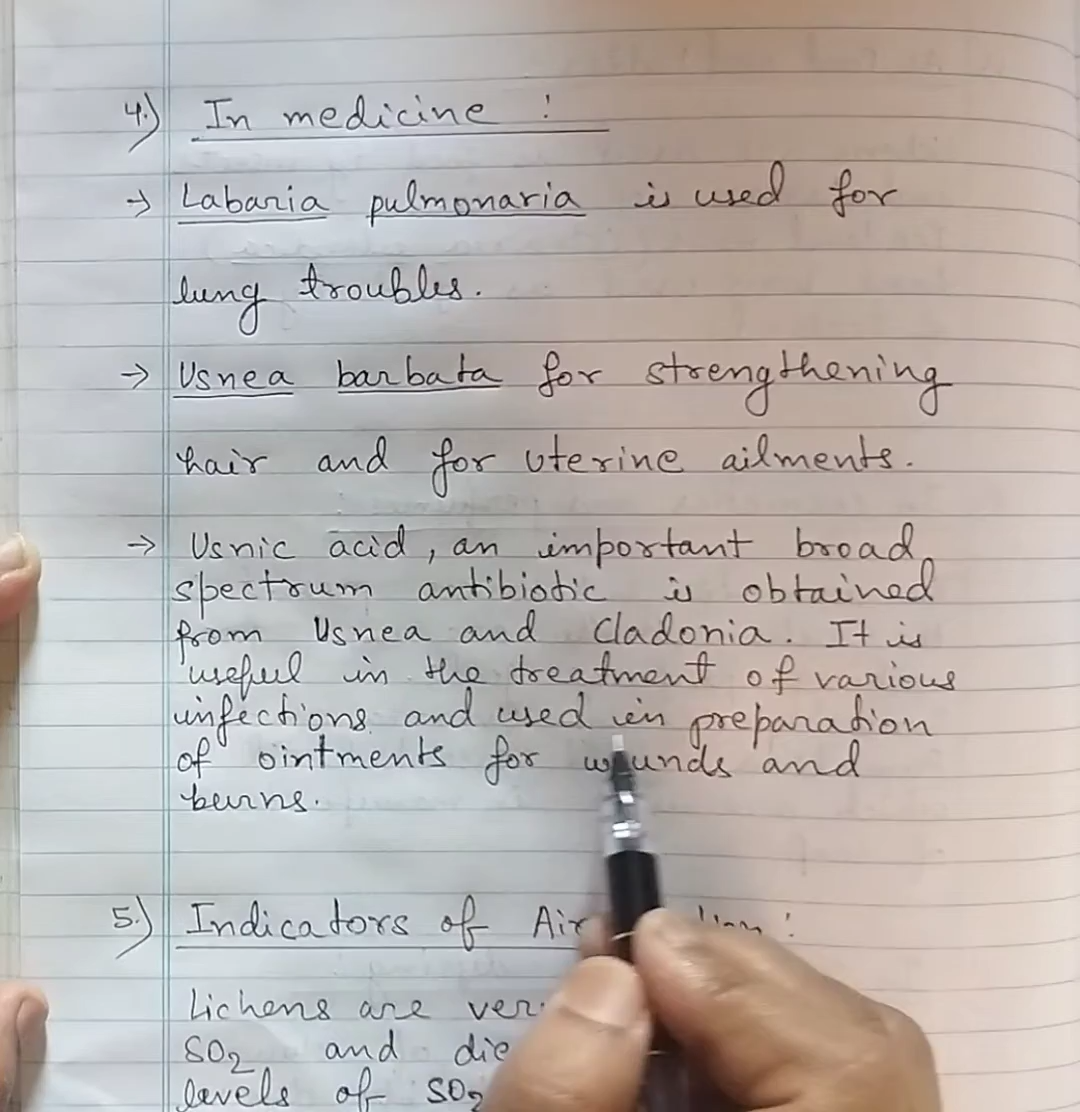 4.) In medicine :
→ Labaria pulmonaria is used for
lung troubles.
→ Usnea barbata for strengthening
hair and for uterine ailments.
→ Usnic acid, an important broad
spectrum antibiotic is obtained
from Usnea and Cladonia. It is
useful in the treatment of various
infections and used in preparation
of ointments for wounds and
burns.
5.) Indicators of Air :
Lichens are
SO2 and
levels of SO2